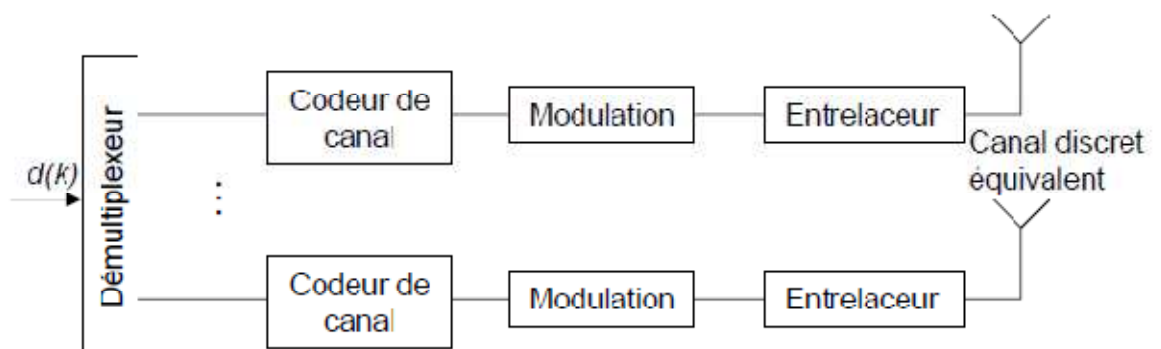 Codeur de
canal
Modulation
Entrelaceur
Canal discret
équivalent
d(k)
Démultiplexeur
Codeur de
canal
Modulation
Entrelaceur